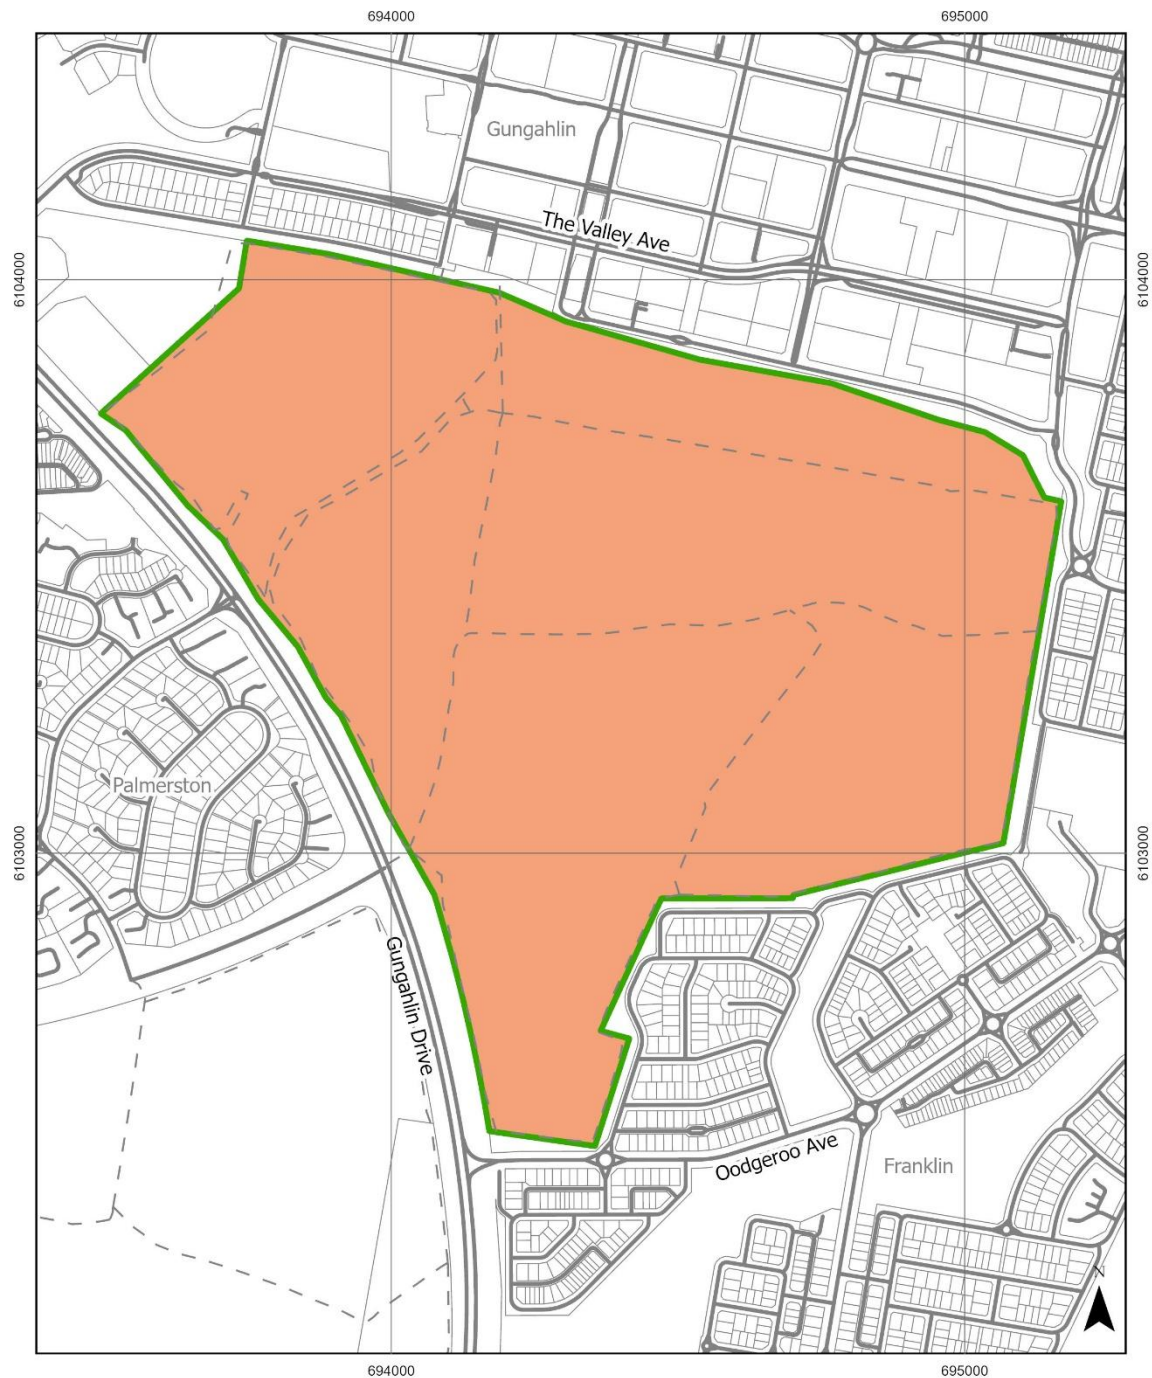 694000
695000
Gungahlin
The Valley Ave
6104000
6104000
Palmerston
6103000
6103000
Gungahlin Drive
Oodgeroo Ave
Franklin
N
694000
695000